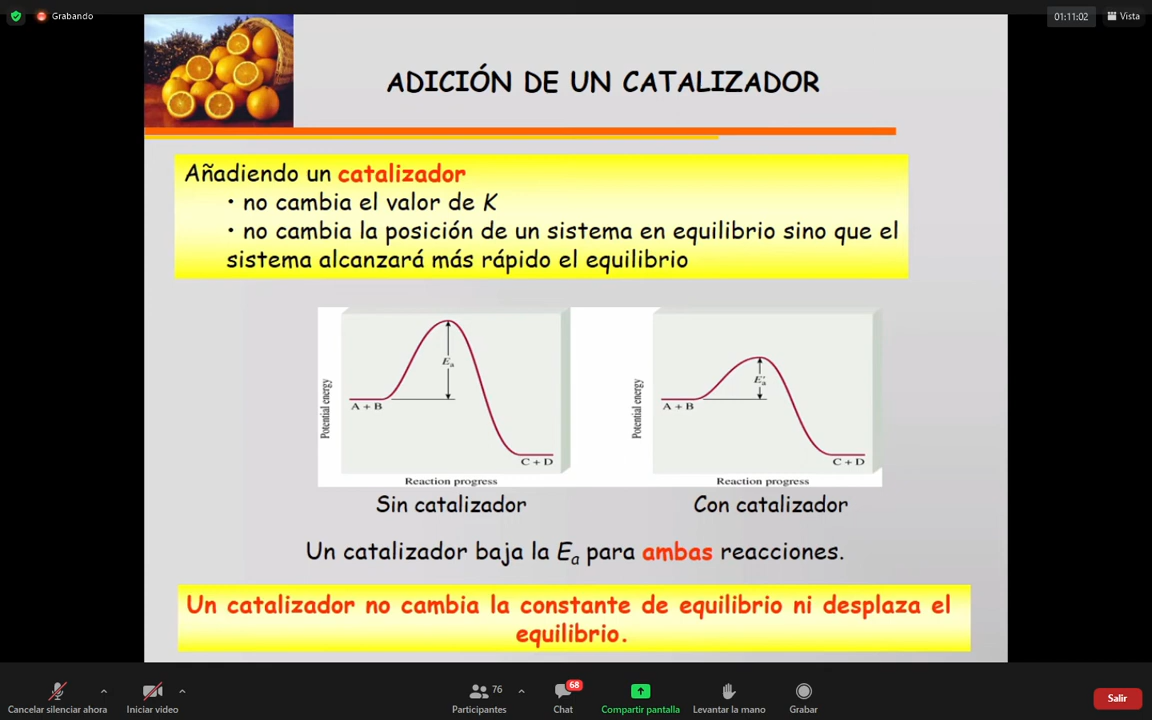 Grabando
01:11:02
Vista
ADICIÓN DE UN CATALIZADOR
Añadiendo un catalizador
• no cambia el valor de K
• no cambia la posición de un sistema en equilibrio sino que el
sistema alcanzará más rápido el equilibrio
Potential energy
Ea
A + B
C + D
Reaction progress
Sin catalizador
Potential energy
E'a
A + B
C + D
Reaction progress
Con catalizador
Un catalizador baja la Ea para ambas reacciones.
Un catalizador no cambia la constante de equilibrio ni desplaza el
equilibrio.
Cancelar silenciar ahora
Iniciar video
76
Participantes
68
Chat
Compartir pantalla
Levantar la mano
Grabar
Salir